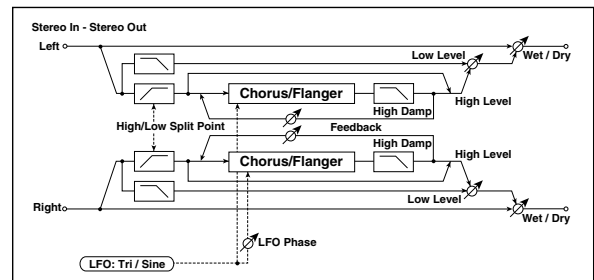 Stereo In - Stereo Out
Left
Wet / Dry
Low Level
Chorus/Flanger
High Level
High Damp
High/Low Split Point
Feedback
High Damp
High Level
Chorus/Flanger
Low Level
Right
Wet / Dry
LFO Phase
LFO: Tri / Sine